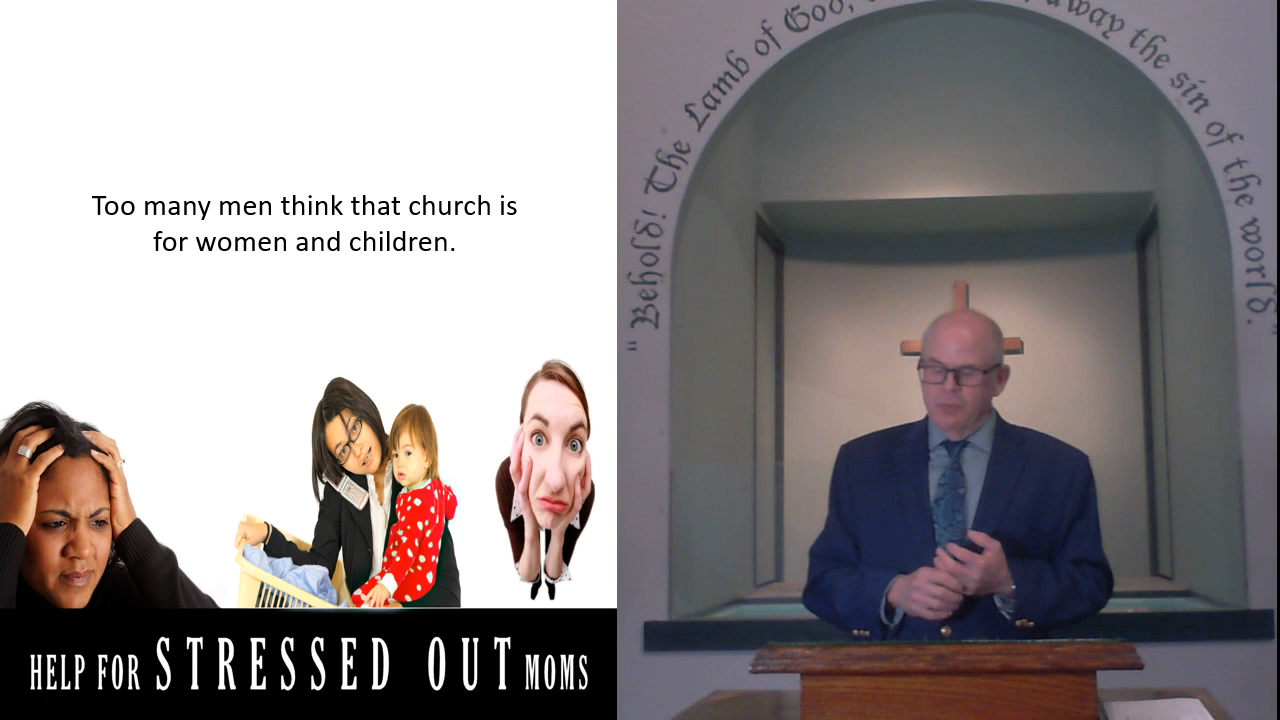 Too many men think that church is
for women and children.
HELP FOR STRESSED OUT MOMS
"Behold! The Lamb of God, away the sin of the world."